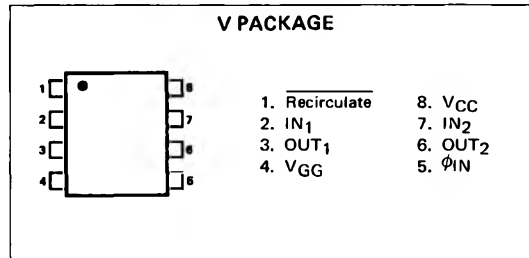 V PACKAGE
1 8
2 7
3 6
4 5
1. Recirculate
2. IN₁
3. OUT₁
4. VGG
8. VCC
7. IN₂
6. OUT₂
5. ϕIN